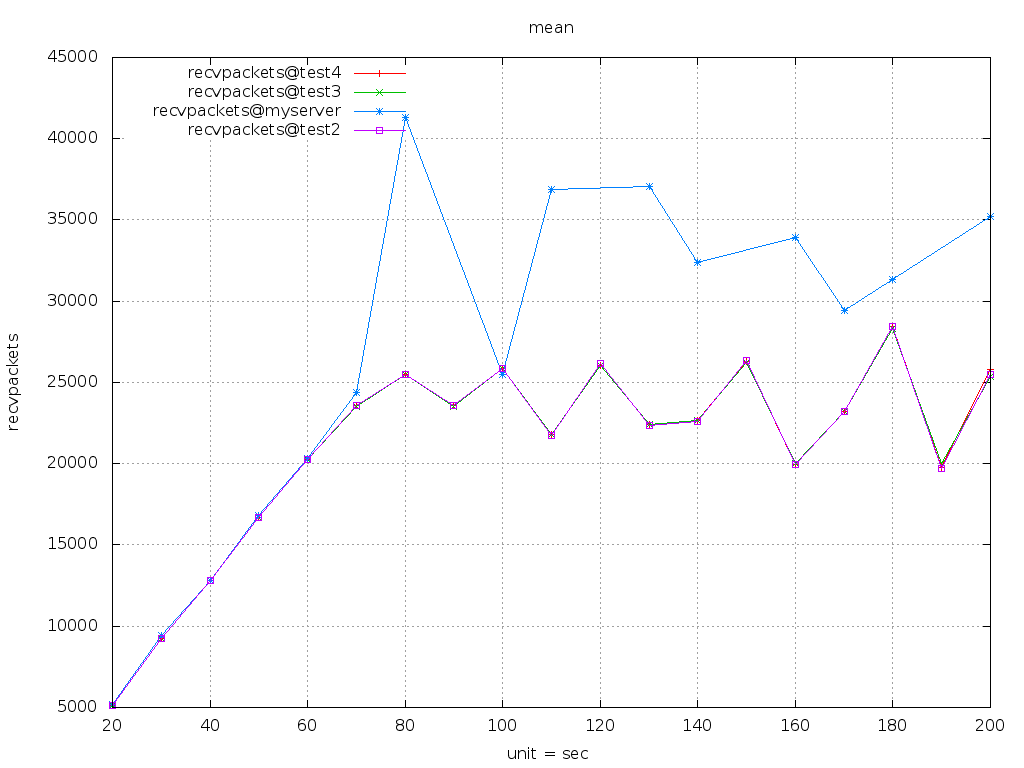 mean
45000
recvpackets@test4
recvpackets@test3
recvpackets@myserver
recvpackets@test2
40000
35000
30000
25000
20000
15000
10000
5000
recvpackets
20 40 60 80 100 120 140 160 180 200
unit = sec